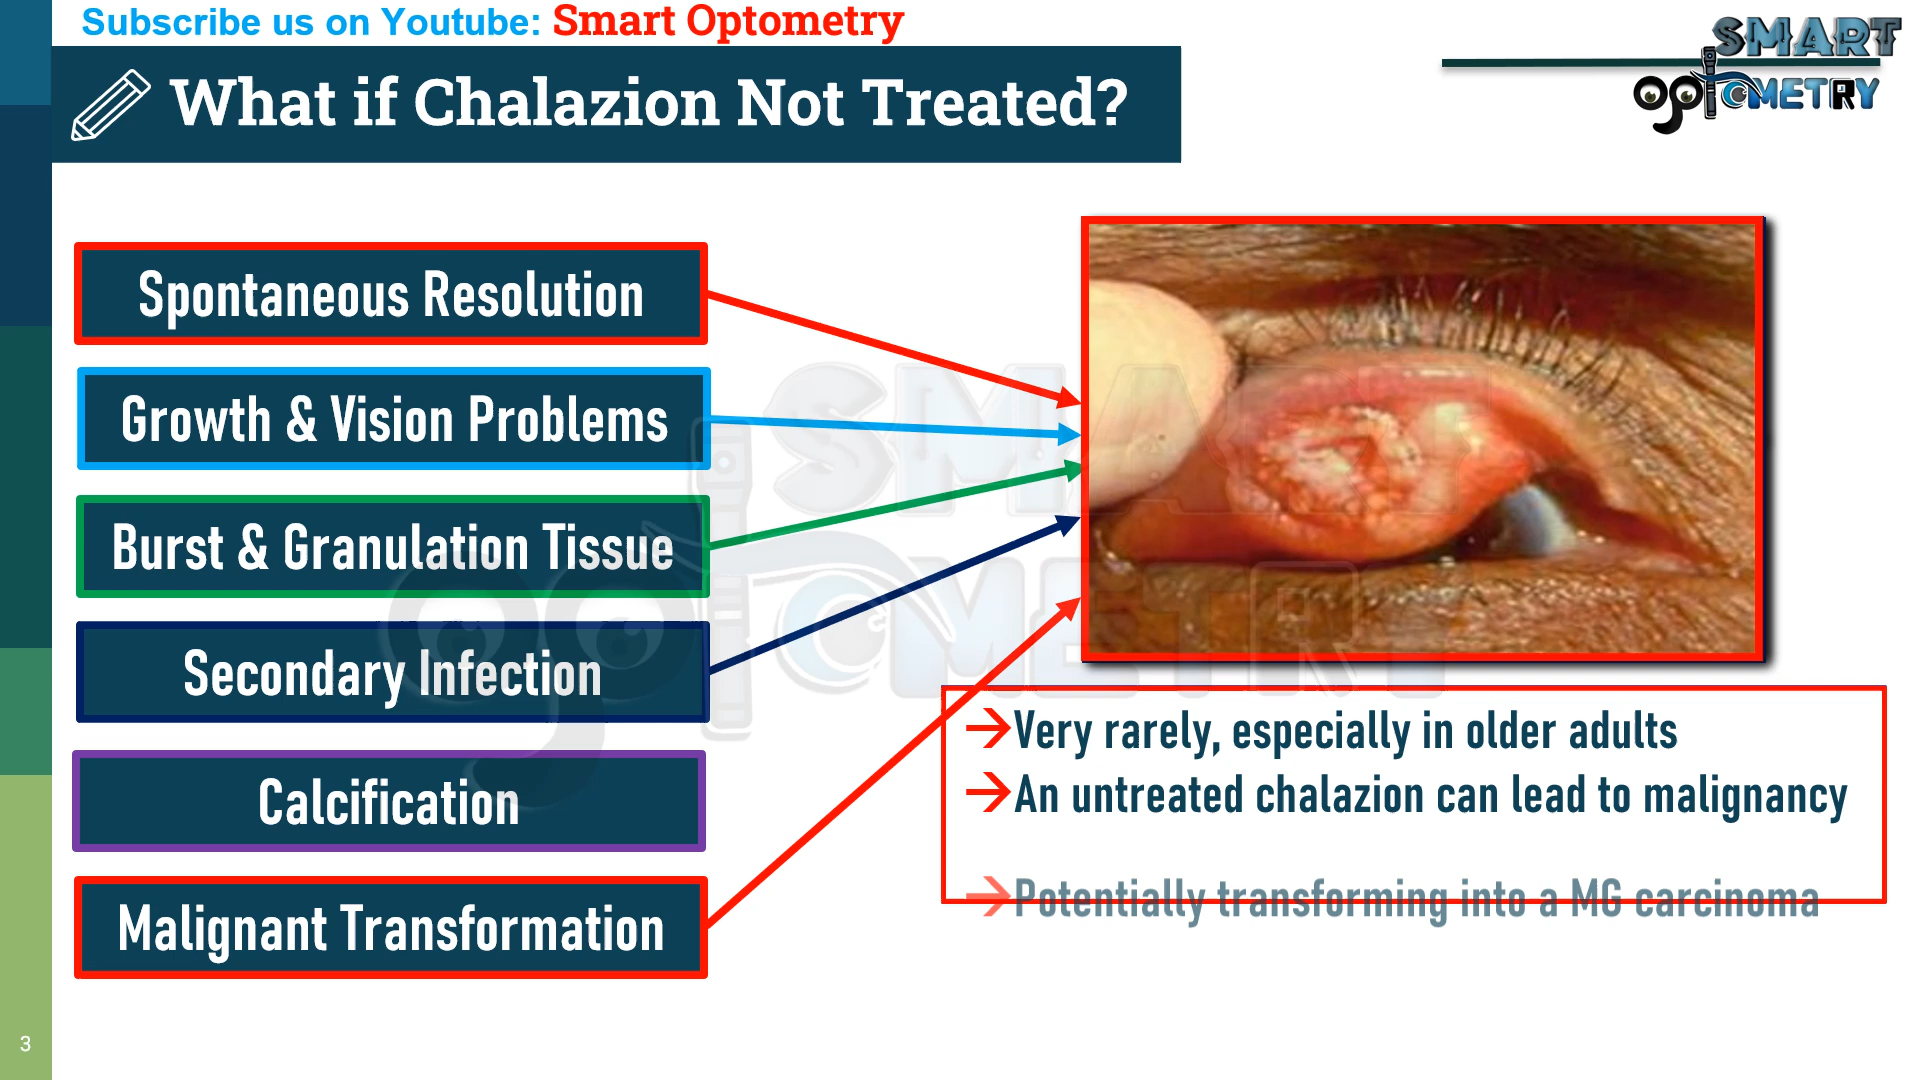 Subscribe us on Youtube: Smart Optometry
SMART
OPTOMETRY
What if Chalazion Not Treated?
Spontaneous Resolution
Growth & Vision Problems
Burst & Granulation Tissue
Secondary Infection
Calcification
Malignant Transformation
SMART
OPTOMETRY
→Very rarely, especially in older adults
→An untreated chalazion can lead to malignancy
→Potentially transforming into a MG carcinoma
3